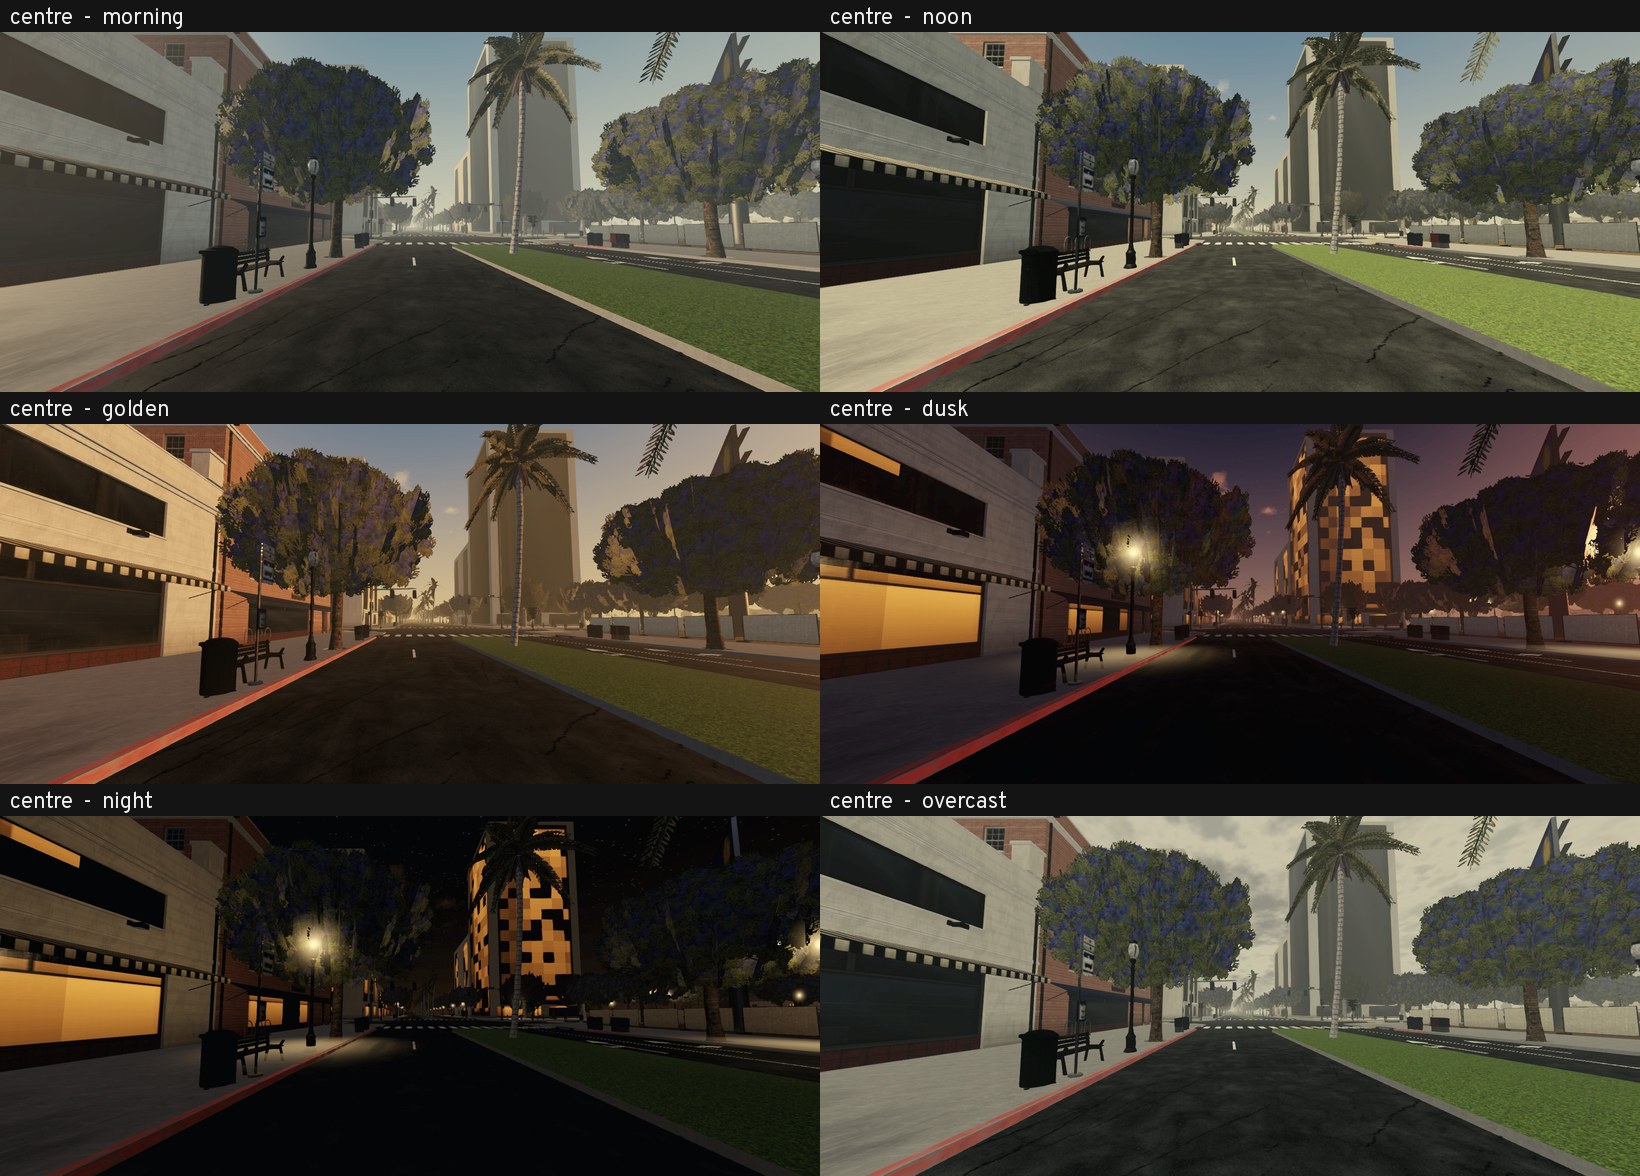 centre - morning
centre - noon
centre - golden
centre - dusk
centre - night
centre - overcast